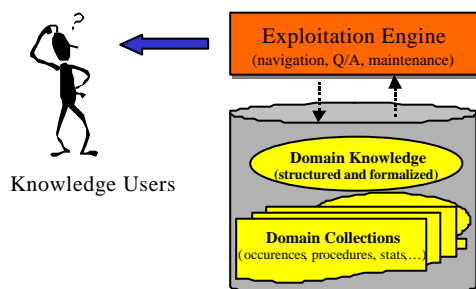 ?
Exploitation Engine
(navigation, Q/A, maintenance)
Domain Knowledge
(structured and formalized)
Knowledge Users
Domain Collections
(occurences, procedures, stats,...)